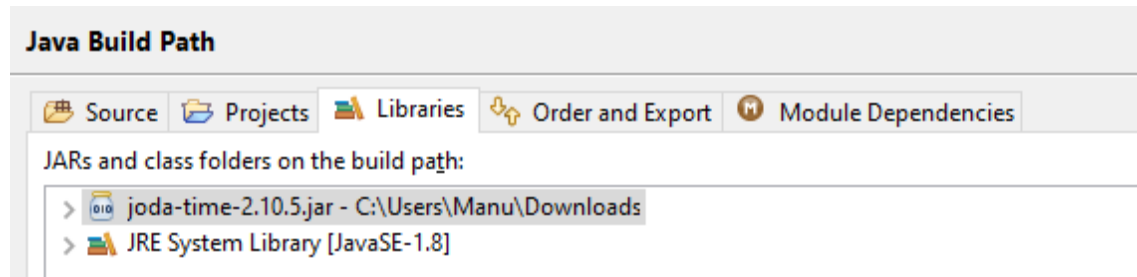 Java Build Path
Source Projects Libraries Order and Export Module Dependencies
JARs and class folders on the build path:
joda-time-2.10.5.jar - C:\Users\Manu\Downloads
JRE System Library [JavaSE-1.8]